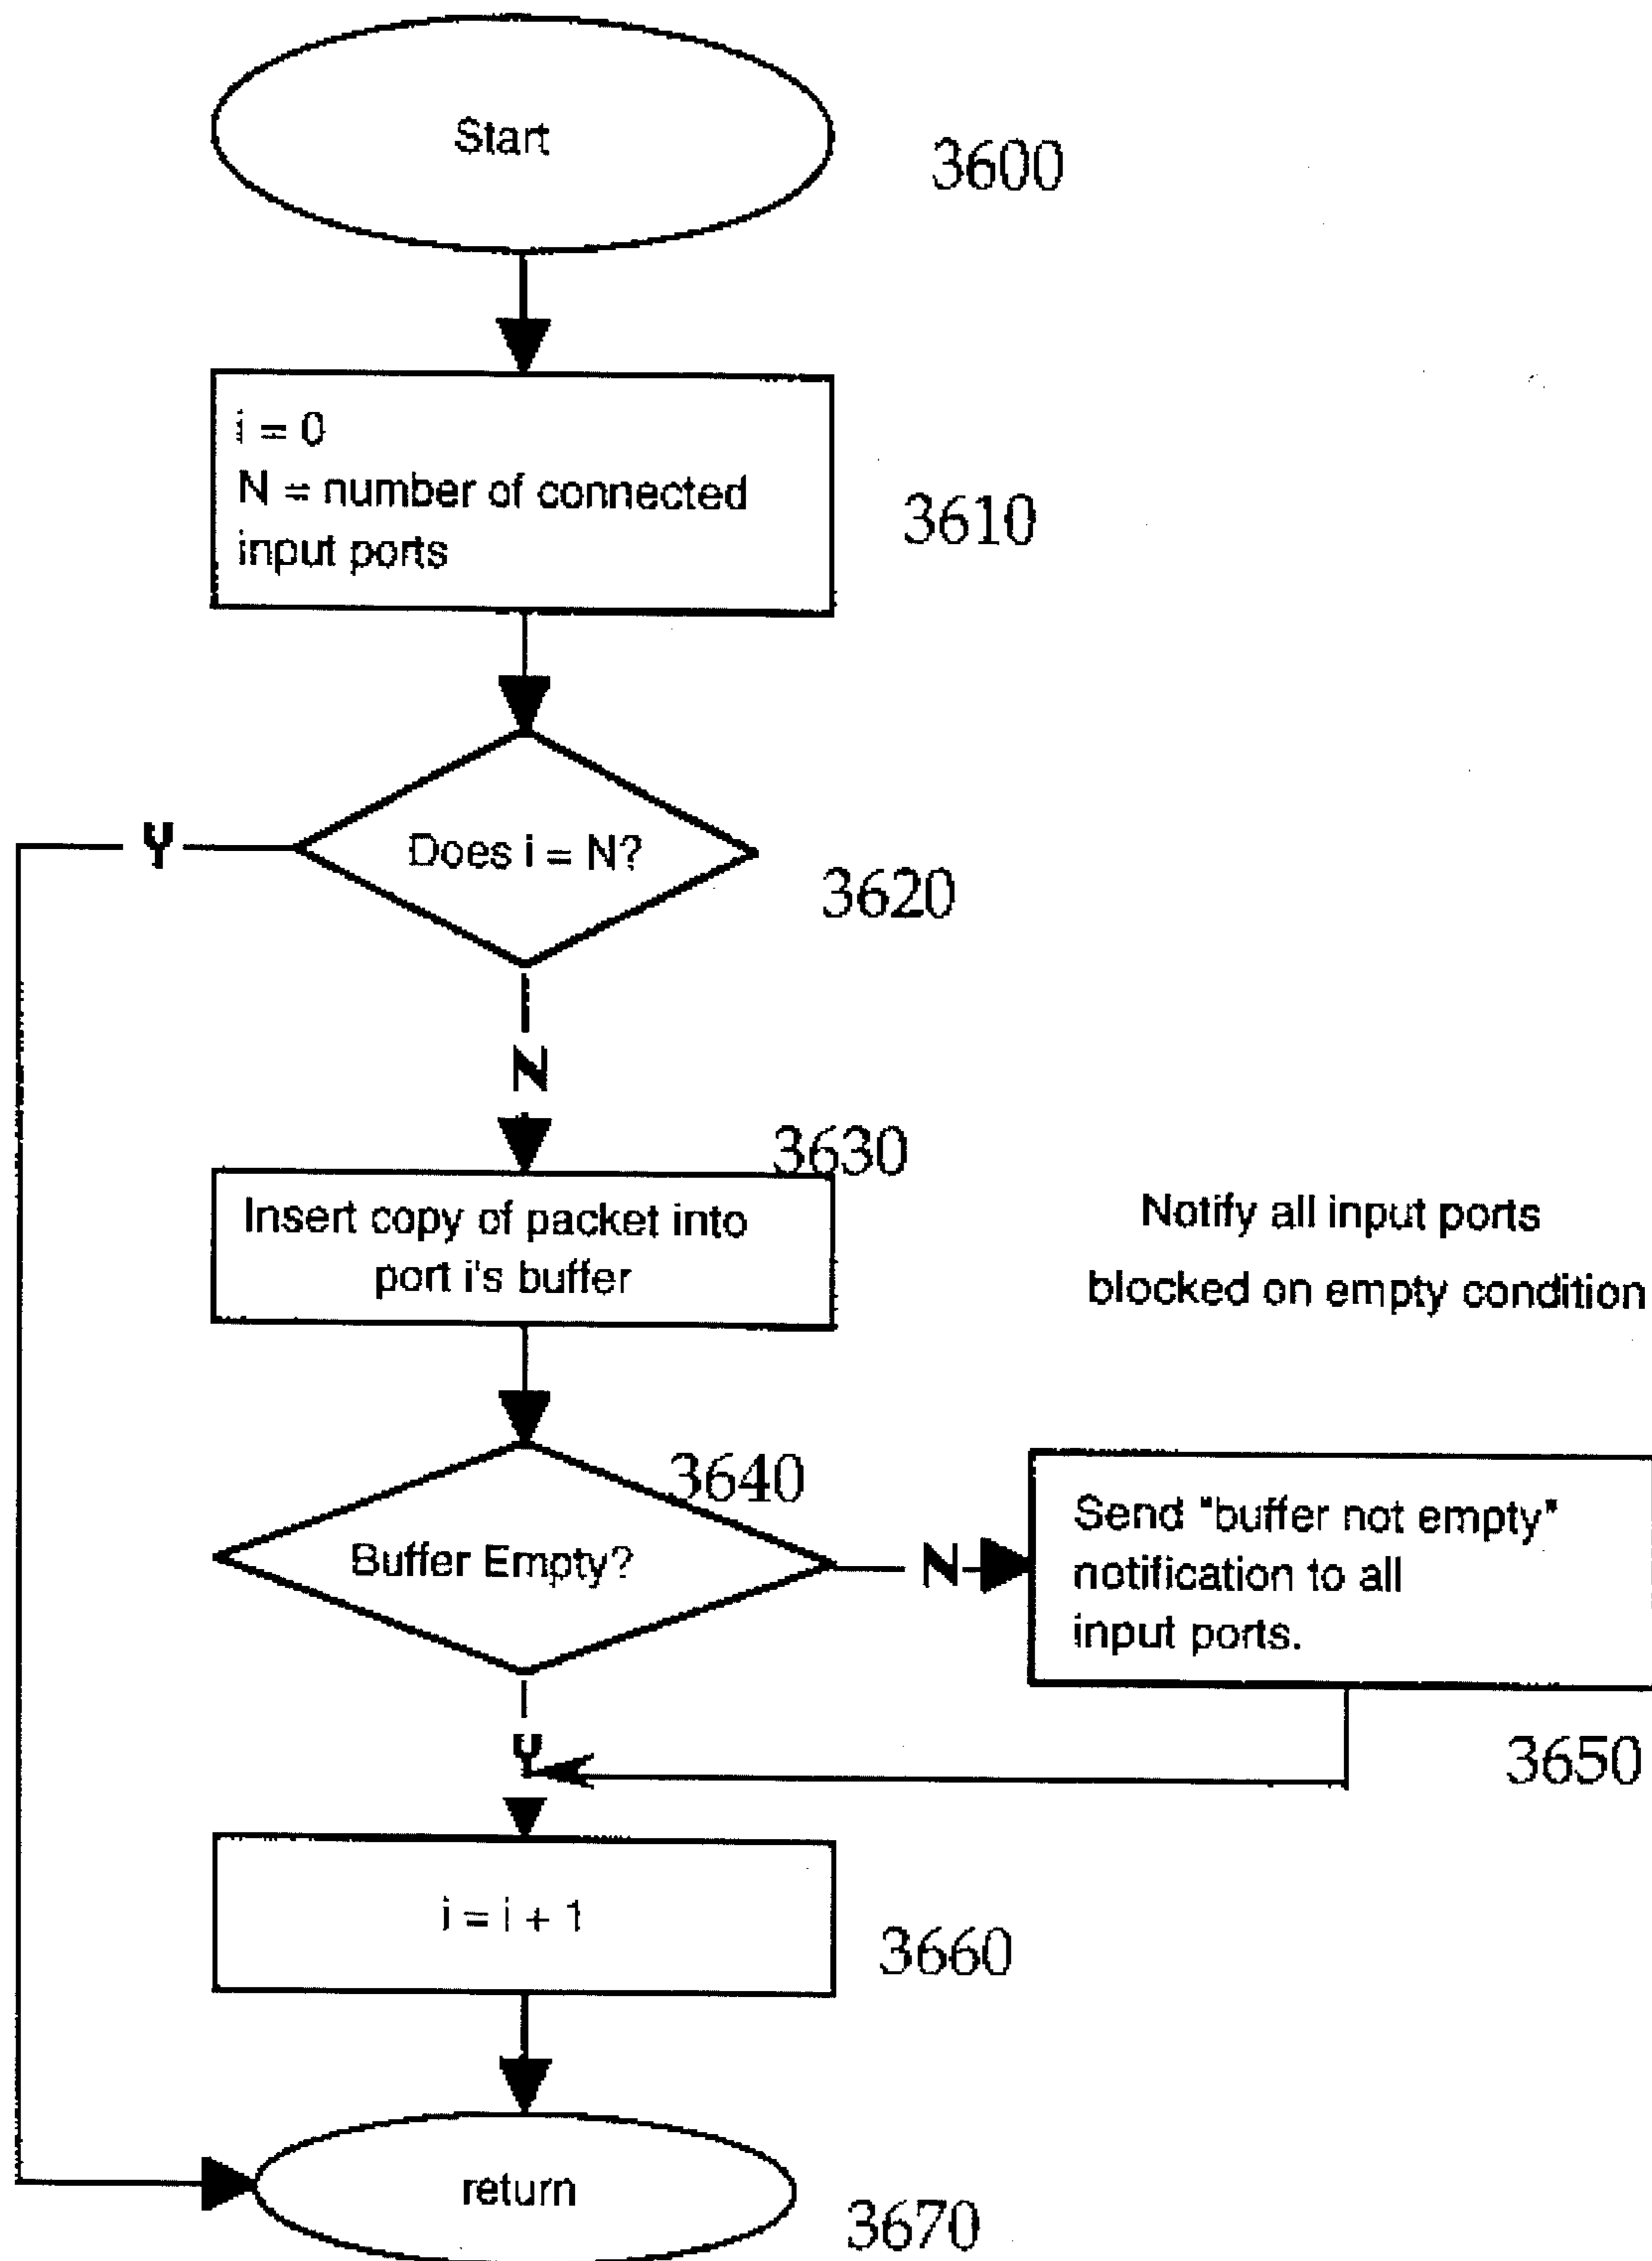 Start
3600
i = 0
N = number of connected
input ports
3610
Y
Does i = N?
3620
N
3630
Insert copy of packet into
port i's buffer
Notify all input ports
blocked on empty condition
3640
Buffer Empty?
N
Send "buffer not empty"
notification to all
input ports.
3650
Y
i = i + 1
3660
return
3670